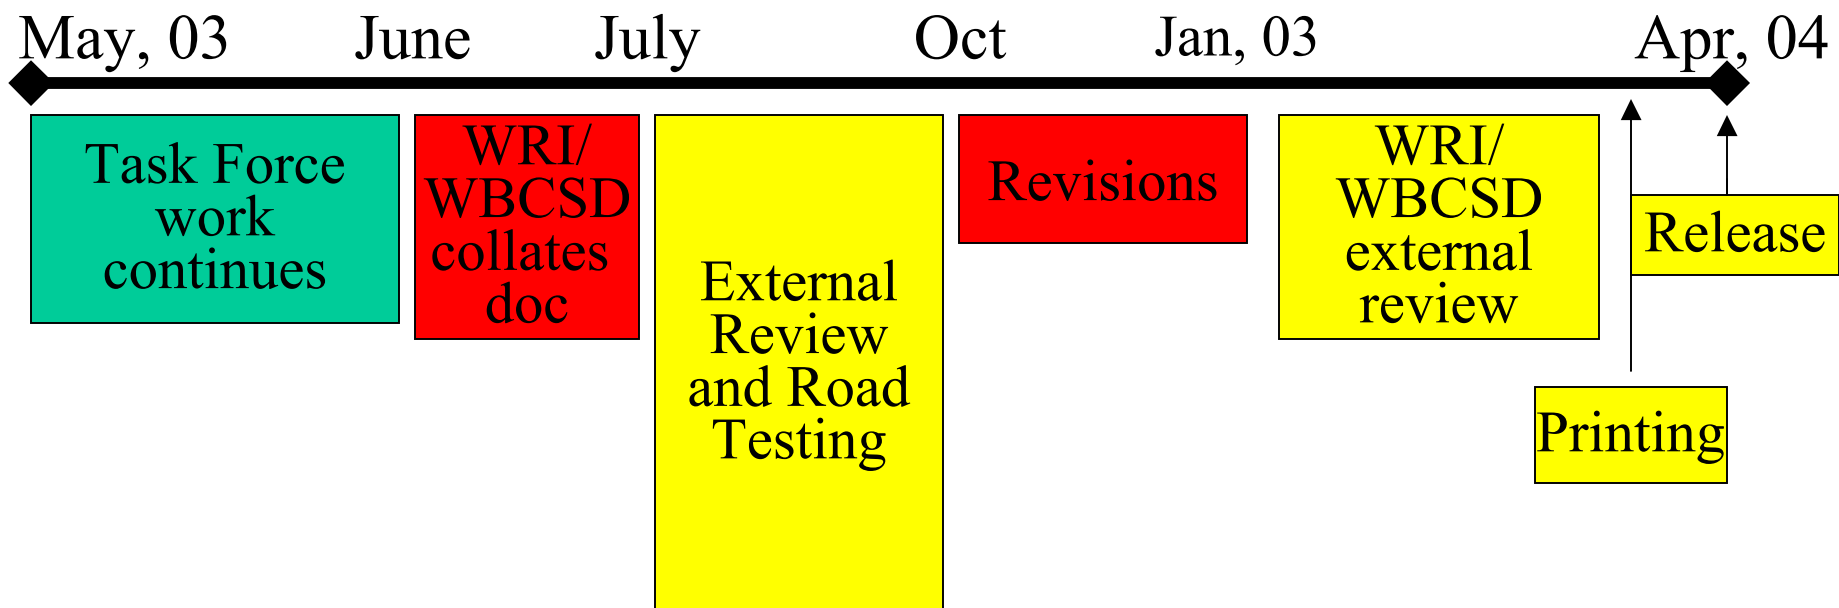 May, 03 June July Oct Jan, 03 Apr, 04
Task Force
work
continues
WRI/
WBCSD
collates
doc
External
Review
and Road
Testing
Revisions
WRI/
WBCSD
external
review
Release
Printing